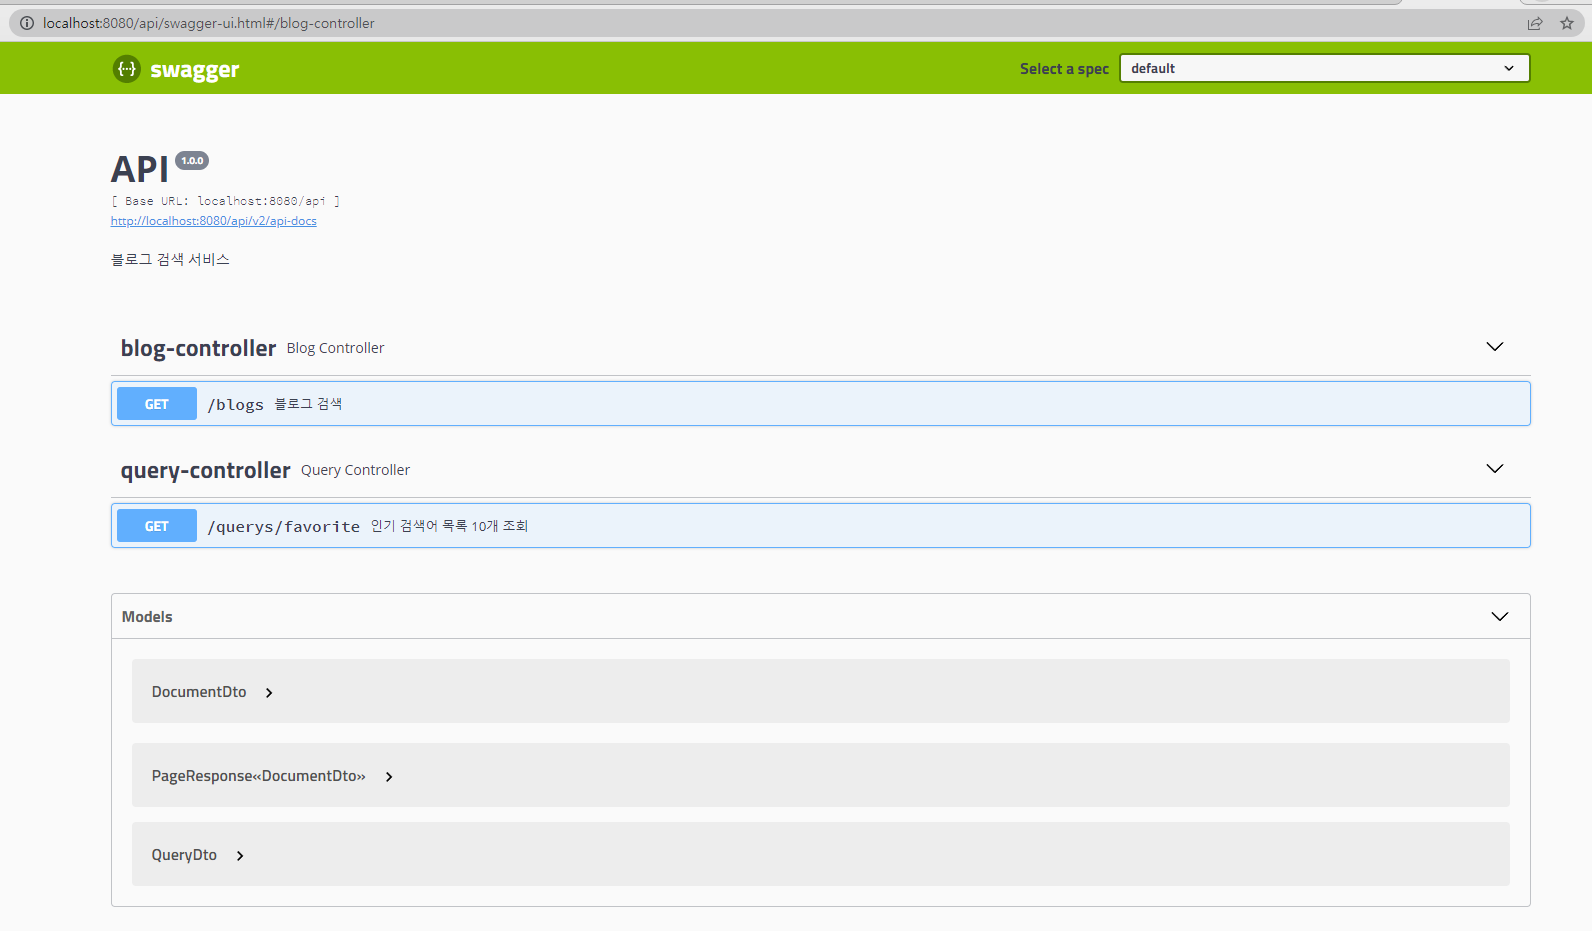 localhost:8080/api/swagger-ui.html#/blog-controller
swagger
Select a spec
default
API 1.0.0
[ Base URL: localhost:8080/api ]
http://localhost:8080/api/v2/api-docs
블로그 검색 서비스
blog-controller Blog Controller
GET /blogs 블로그 검색
query-controller Query Controller
GET /querys/favorite 인기 검색어 목록 10개 조회
Models
DocumentDto
PageResponse«DocumentDto»
QueryDto